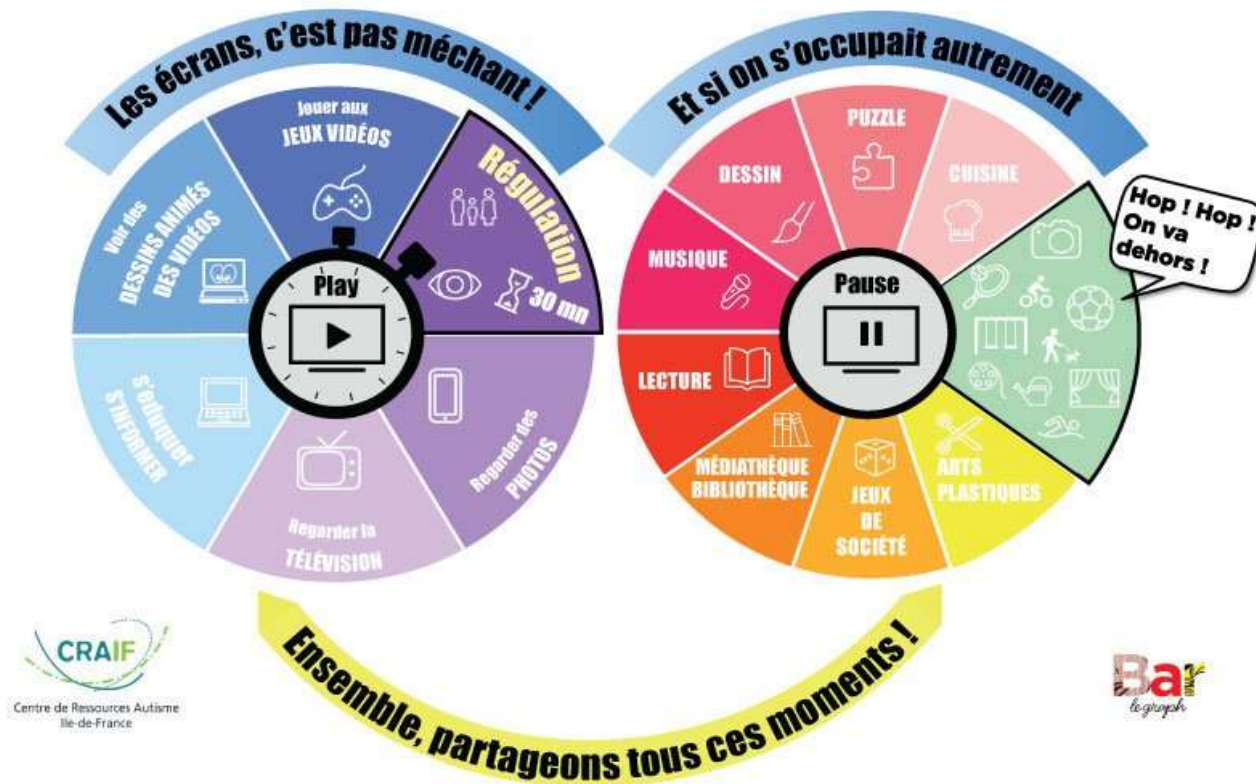 Les écrans, c'est pas méchant !
Jouer aux
JEUX VIDÉOS
Régulation
30 mn
Voir des
DESSINS ANIMÉS
DES VIDÉOS
Play
s'eduquer
S'INFORMER
Regarder la
TÉLÉVISION
Regarder des
PHOTOS
Et si on s'occupait autrement
PUZZLE
CUISINE
DESSIN
MUSIQUE
LECTURE
MÉDIATHÈQUE
BIBLIOTHÈQUE
JEUX
DE
SOCIÉTÉ
ARTS
PLASTIQUES
Pause
Hop ! Hop !
On va
dehors !
Ensemble, partageons tous ces moments !
CRAIF
Centre de Ressources Autisme
Ile-de-France
Bar
le graph